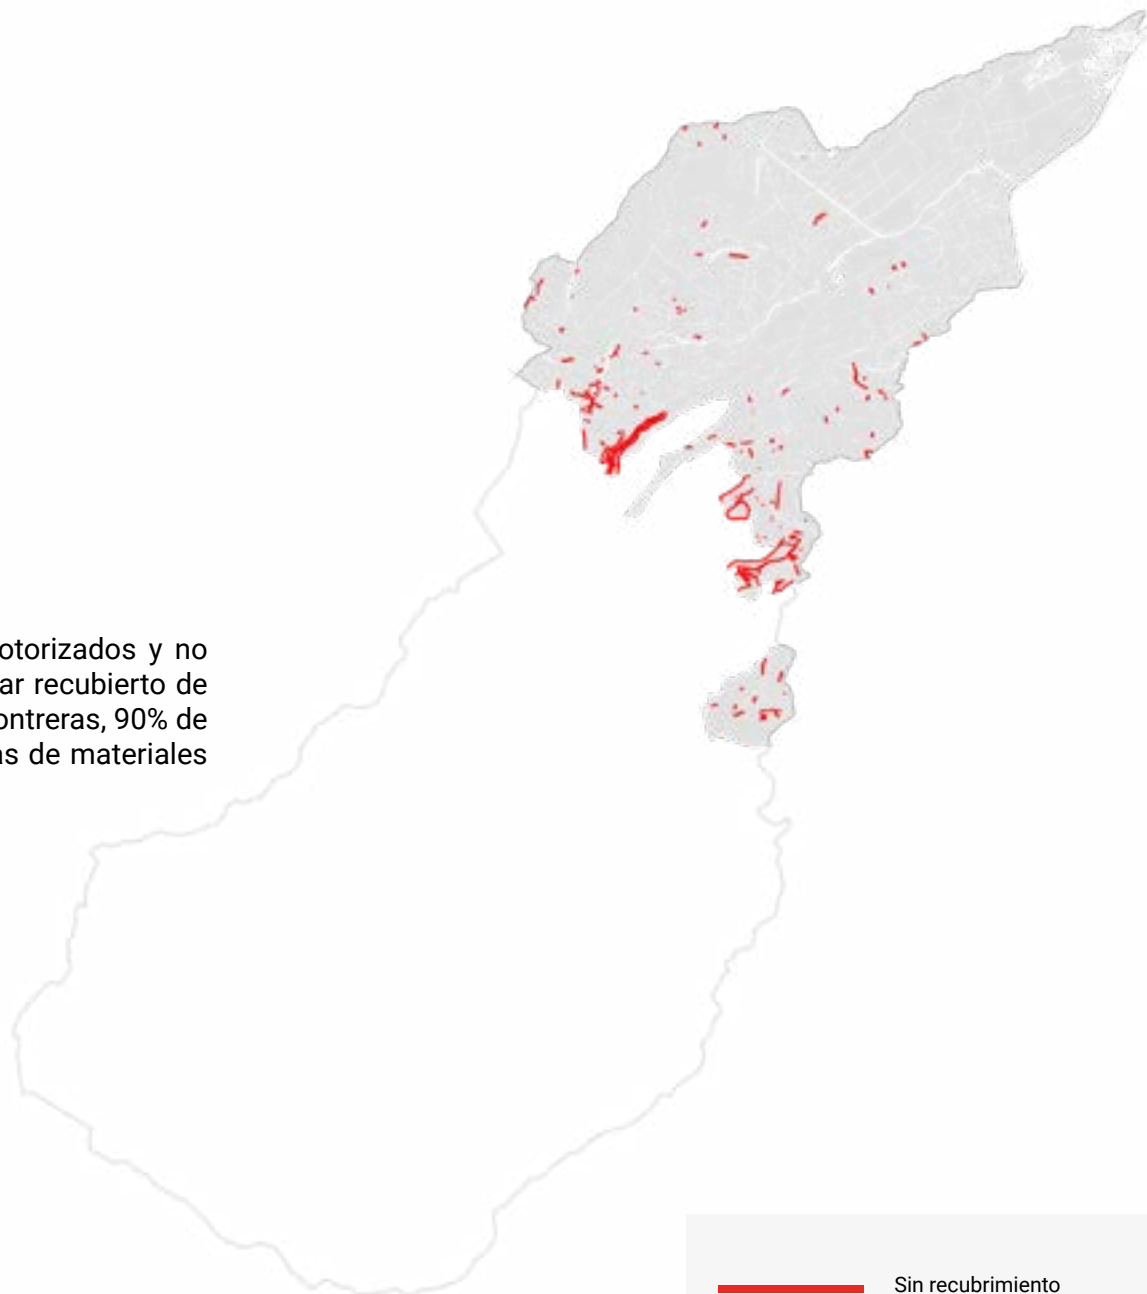 otorizados y no
ar recubierto de
ontreras, 90% de
as de materiales
Sin recubrimiento